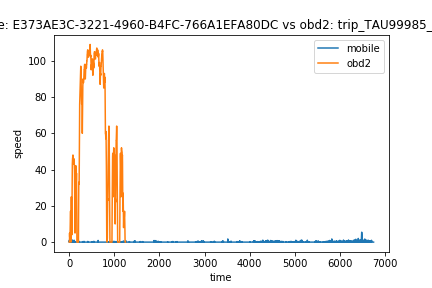 e: E373AE3C-3221-4960-B4FC-766A1EFA80DC vs obd2: trip_TAU99985_
mobile
obd2
100
80
60
40
20
0
speed
0 1000 2000 3000 4000 5000 6000 7000
time